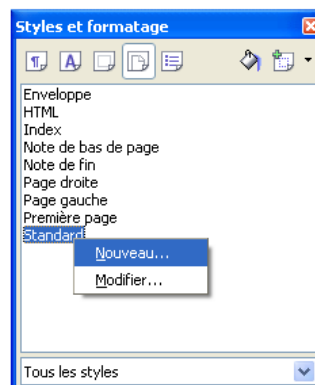 Styles et formatage
Enveloppe
HTML
Index
Note de bas de page
Note de fin
Page droite
Page gauche
Première page
Standard
Nouveau...
Modifier...
Tous les styles